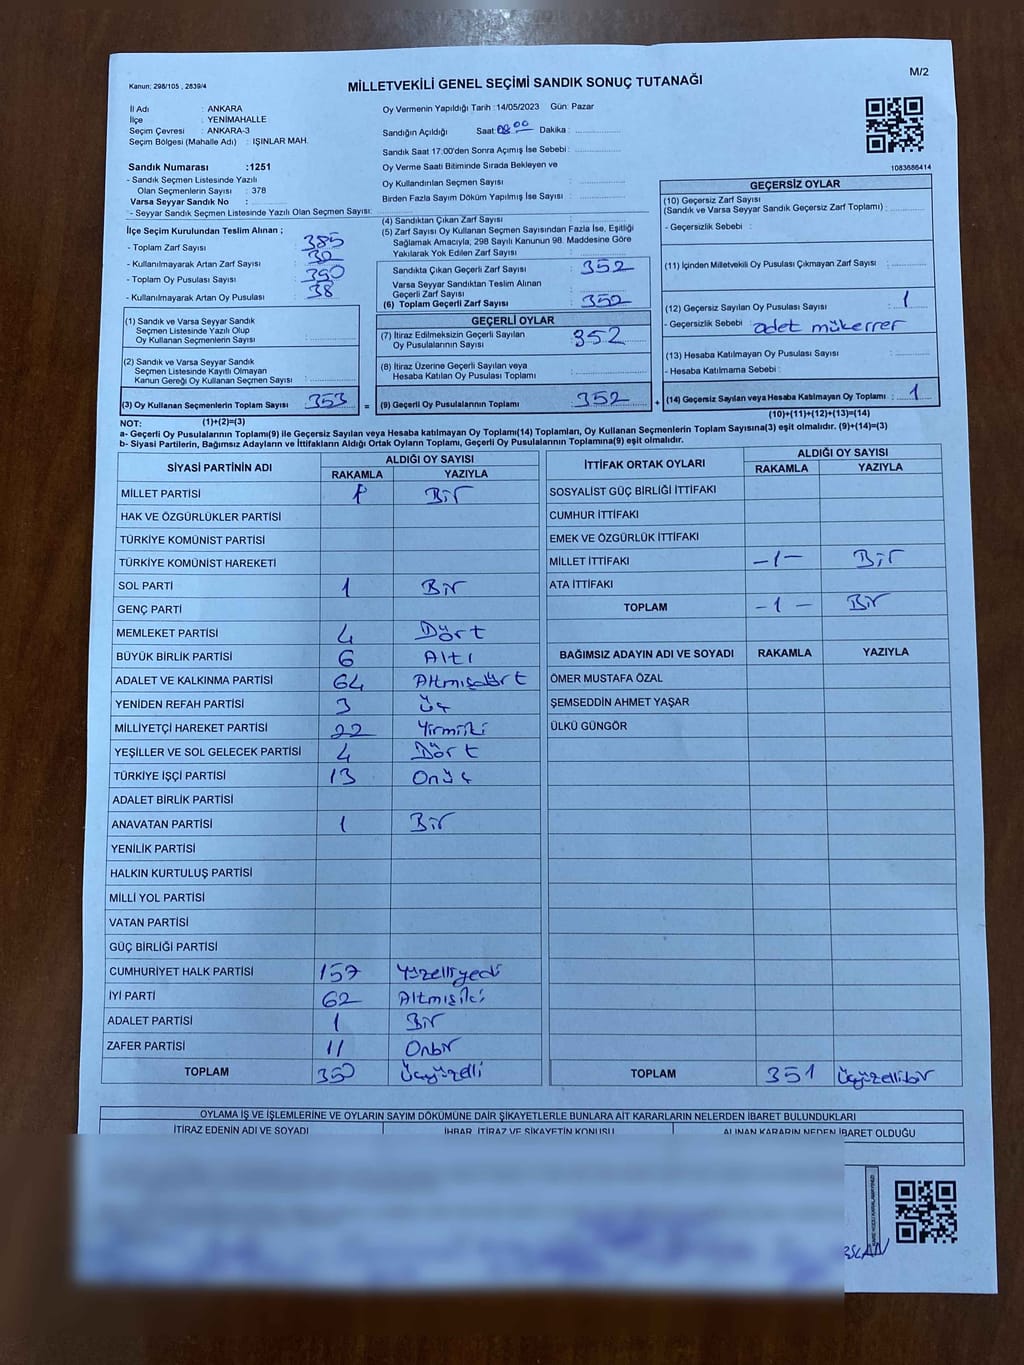 M/2
Kanun: 298/105 , 2839/4
MİLLETVEKİLİ GENEL SEÇİMİ SANDIK SONUÇ TUTANAĞI
İl Adı : ANKARA
İlçe : YENİMAHALLE
Seçim Çevresi : ANKARA-3
Seçim Bölgesi (Mahalle Adı) : IŞINLAR MAH.
Sandık Numarası :1251
- Sandık Seçmen Listesinde Yazılı
Olan Seçmenlerin Sayısı : 378
Varsa Seyyar Sandık No :
- Seyyar Sandık Seçmen Listesinde Yazılı Olan Seçmen Sayısı:
Oy Vermenin Yapıldığı Tarih :14/05/2023 Gün: Pazar
Sandığın Açıldığı Saat 08:00 Dakika :
Sandık Saat 17:00'den Sonra Açımış İse Sebebi :
Oy Verme Saati Bitiminde Sırada Bekleyen ve
Oy Kullandırılan Seçmen Sayısı :
Birden Fazla Sayım Döküm Yapılmış İse Sayısı :
1083686414
İlçe Seçim Kurulundan Teslim Alınan ;
- Toplam Zarf Sayısı : 385
- Kullanılmayarak Artan Zarf Sayısı : 32
- Toplam Oy Pusulası Sayısı : 390
- Kullanılmayarak Artan Oy Pusulası : 38
(1) Sandık ve Varsa Seyyar Sandık
Seçmen Listesinde Yazılı Olup
Oy Kullanan Seçmenlerin Sayısı :
(2) Sandık ve Varsa Seyyar Sandık
Seçmen Listesinde Kayıtlı Olmayan
Kanun Gereği Oy Kullanan Seçmen Sayısı :
(3) Oy Kullanan Seçmenlerin Toplam Sayısı : 353 =
(1)+(2)=(3)
(4) Sandıktan Çıkan Zarf Sayısı :
(5) Zarf Sayısı Oy Kullanan Seçmen Sayısından Fazla İse, Eşitliği
Sağlamak Amacıyla, 298 Sayılı Kanunun 98. Maddesine Göre
Yakılarak Yok Edilen Zarf Sayısı :
Sandıkta Çıkan Geçerli Zarf Sayısı : 352
Varsa Seyyar Sandıktan Teslim Alınan
Geçerli Zarf Sayısı :
(6) Toplam Geçerli Zarf Sayısı : 352
GEÇERLİ OYLAR
(7) İtiraz Edilmeksizin Geçerli Sayılan
Oy Pusulalarının Sayısı : 352
(8) İtiraz Üzerine Geçerli Sayılan veya
Hesaba Katılan Oy Pusulası Toplamı :
(9) Geçerli Oy Pusulalarının Toplamı : 352 +
GEÇERSİZ OYLAR
(10) Geçersiz Zarf Sayısı
(Sandık ve Varsa Seyyar Sandık Geçersiz Zarf Toplamı) :
- Geçersizlik Sebebi :
(11) İçinden Milletvekili Oy Pusulası Çıkmayan Zarf Sayısı :
(12) Geçersiz Sayılan Oy Pusulası Sayısı : 1
- Geçersizlik Sebebi : adet mükerrer
(13) Hesaba Katılmayan Oy Pusulası Sayısı :
- Hesaba Katılmama Sebebi :
(14) Geçersiz Sayılan veya Hesaba Katılmayan Oy Toplamı : 1
(10)+(11)+(12)+(13)=(14)
NOT:
a- Geçerli Oy Pusulalarının Toplamı(9) ile Geçersiz Sayılan veya Hesaba katılmayan Oy Toplamı(14) Toplamları, Oy Kullanan Seçmenlerin Toplam Sayısına(3) eşit olmalıdır. (9)+(14)=(3)
b- Siyasi Partilerin, Bağımsız Adayların ve İttifakların Aldığı Ortak Oyların Toplamı, Geçerli Oy Pusulalarının Toplamına(9) eşit olmalıdır.
SİYASİ PARTİNİN ADI ALDIĞI OY SAYISI
RAKAMLA YAZIYLA
MİLLET PARTİSİ 1 Bir
HAK VE ÖZGÜRLÜKLER PARTİSİ
TÜRKİYE KOMÜNİST PARTİSİ
TÜRKİYE KOMÜNİST HAREKETİ
SOL PARTİ 1 Bir
GENÇ PARTİ
MEMLEKET PARTİSİ 4 Dört
BÜYÜK BİRLİK PARTİSİ 6 Altı
ADALET VE KALKINMA PARTİSİ 64 Altmışdört
YENİDEN REFAH PARTİSİ 3 Üç
MİLLİYETÇİ HAREKET PARTİSİ 22 Yirmiiki
YEŞİLLER VE SOL GELECEK PARTİSİ 4 Dört
TÜRKİYE İŞÇİ PARTİSİ 13 Onüç
ADALET BİRLİK PARTİSİ
ANAVATAN PARTİSİ 1 Bir
YENİLİK PARTİSİ
HALKIN KURTULUŞ PARTİSİ
MİLLİ YOL PARTİSİ
VATAN PARTİSİ
GÜÇ BİRLİĞİ PARTİSİ
CUMHURİYET HALK PARTİSİ 157 Yüzelliyedi
İYİ PARTİ 62 Altmışiki
ADALET PARTİSİ 1 Bir
ZAFER PARTİSİ 11 Onbir
TOPLAM 350 Üçyüzelli
İTTİFAK ORTAK OYLARI ALDIĞI OY SAYISI
RAKAMLA YAZIYLA
SOSYALİST GÜÇ BİRLİĞİ İTTİFAKI
CUMHUR İTTİFAKI
EMEK VE ÖZGÜRLÜK İTTİFAKI
MİLLET İTTİFAKI -1- Bir
ATA İTTİFAKI
TOPLAM -1- Bir
BAĞIMSIZ ADAYIN ADI VE SOYADI RAKAMLA YAZIYLA
ÖMER MUSTAFA ÖZAL
ŞEMSEDDİN AHMET YAŞAR
ÜLKÜ GÜNGÖR
TOPLAM 351 Üçyüzellibir
OYLAMA İŞ VE İŞLEMLERİNE VE OYLARIN SAYIM DÖKÜMÜNE DAİR ŞİKAYETLERLE BUNLARA AİT KARARLARIN NELERDEN İBARET BULUNDUKLARI
İTİRAZ EDENİN ADI VE SOYADI İHBAR, İTİRAZ VE ŞİKAYETİN KONUSU ALINAN KARARIN NEDEN İBARET OLDUĞU